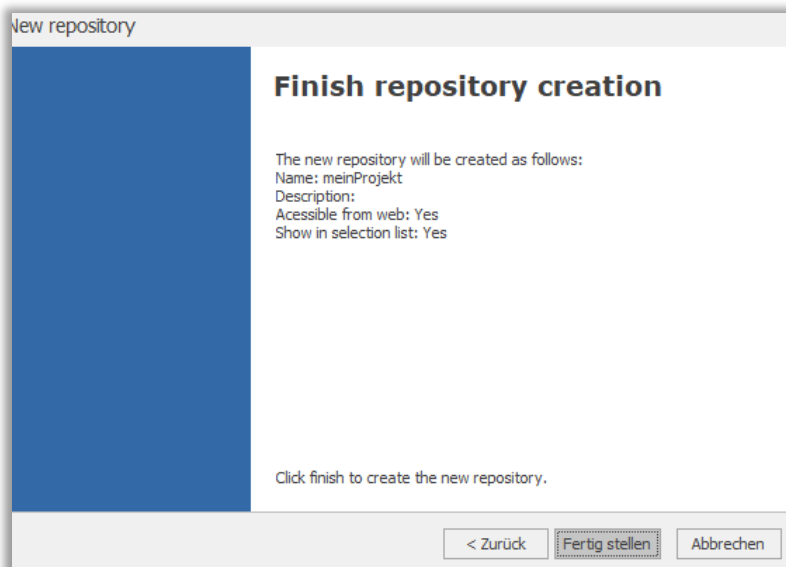 New repository
Finish repository creation
The new repository will be created as follows:
Name: meinProjekt
Description:
Acessible from web: Yes
Show in selection list: Yes
Click finish to create the new repository.
< Zurück Fertig stellen Abbrechen